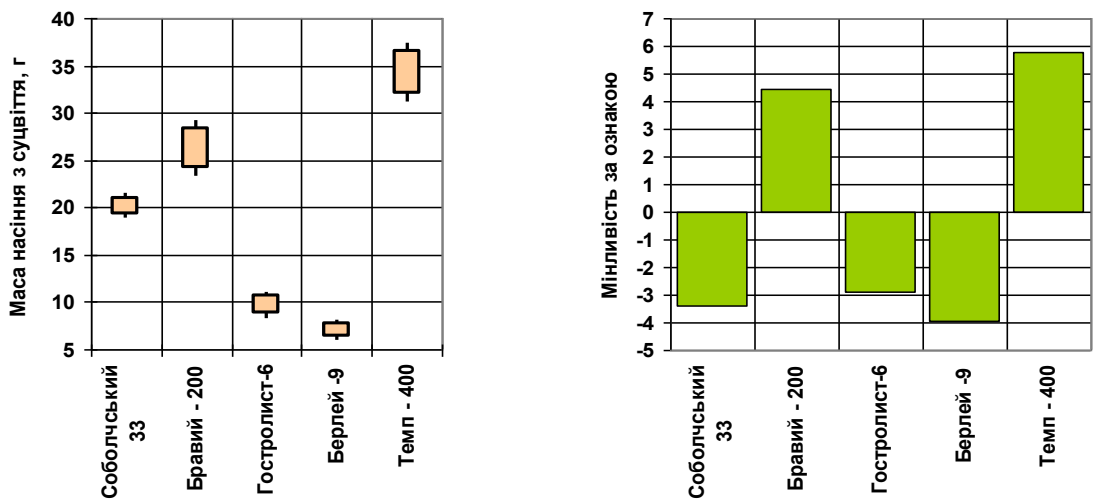 Маса насіння з суцвіття, г
40
35
30
25
20
15
10
5
Соболчський
33
Бравий - 200
Гостролист-6
Берлей -9
Темп - 400
Мінливість за ознакою
7
6
5
4
3
2
1
0
-1
-2
-3
-4
-5
Соболчський
33
Бравий - 200
Гостролист-6
Берлей -9
Темп - 400